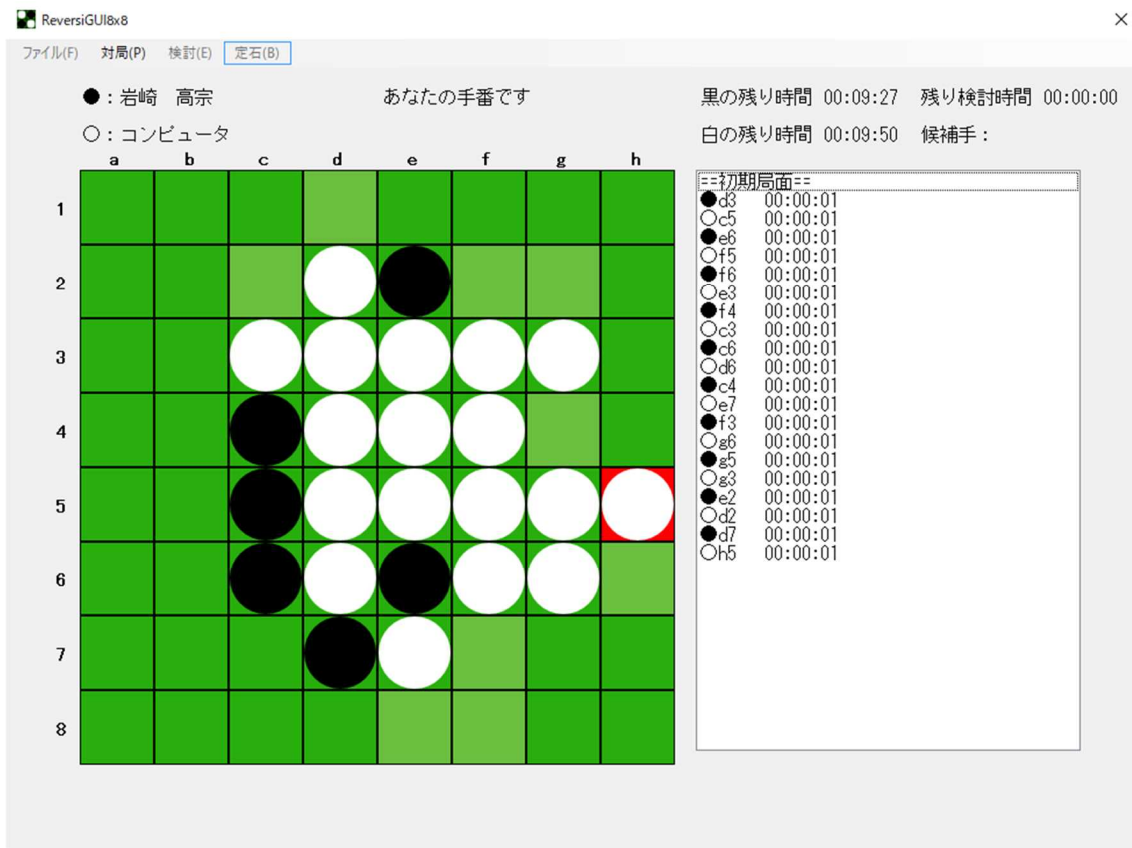 ReversiGUI8x8
ファイル(F) 対局(P) 検討(E) 定石(B)
●：岩崎　高宗 あなたの手番です 黒の残り時間 00:09:27 残り検討時間 00:00:00
○：コンピュータ 白の残り時間 00:09:50 候補手：
a b c d e f g h
1
2
3
4
5
6
7
8
==初期局面==
●d3 00:00:01
○c5 00:00:01
●e6 00:00:01
○f5 00:00:01
●f6 00:00:01
○e3 00:00:01
●f4 00:00:01
○c3 00:00:01
●c6 00:00:01
○d6 00:00:01
●c4 00:00:01
○e7 00:00:01
●f3 00:00:01
○g6 00:00:01
●g5 00:00:01
○g3 00:00:01
●e2 00:00:01
○d2 00:00:01
●d7 00:00:01
○h5 00:00:01